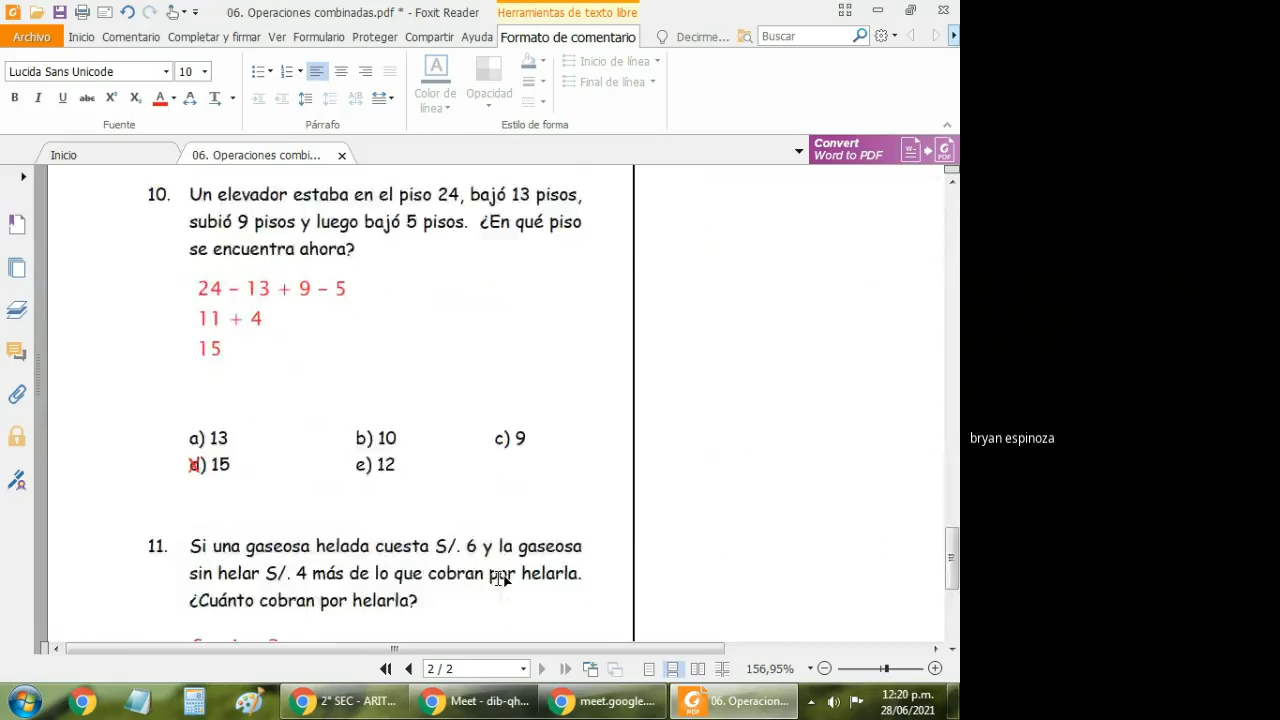 06. Operaciones combinadas.pdf * - Foxit Reader
Herramientas de texto libre
Archivo Inicio Comentario Completar y firmar Ver Formulario Proteger Compartir Ayuda Formato de comentario Decirme... Buscar
Lucida Sans Unicode 10
Color de línea
Opacidad
Inicio de línea
Final de línea
Fuente Párrafo Estilo de forma
Inicio
06. Operaciones combi...
Convert
Word to PDF
10. Un elevador estaba en el piso 24, bajó 13 pisos,
subió 9 pisos y luego bajó 5 pisos. ¿En qué piso
se encuentra ahora?
24 – 13 + 9 – 5
11 + 4
15
a) 13 b) 10 c) 9
d) 15 e) 12
bryan espinoza
11. Si una gaseosa helada cuesta S/. 6 y la gaseosa
sin helar S/. 4 más de lo que cobran por helarla.
¿Cuánto cobran por helarla?
2 / 2 156,95%
2° SEC - ARIT... Meet - dib-qh... meet.google.... 06. Operacion...
12:20 p.m.
28/06/2021